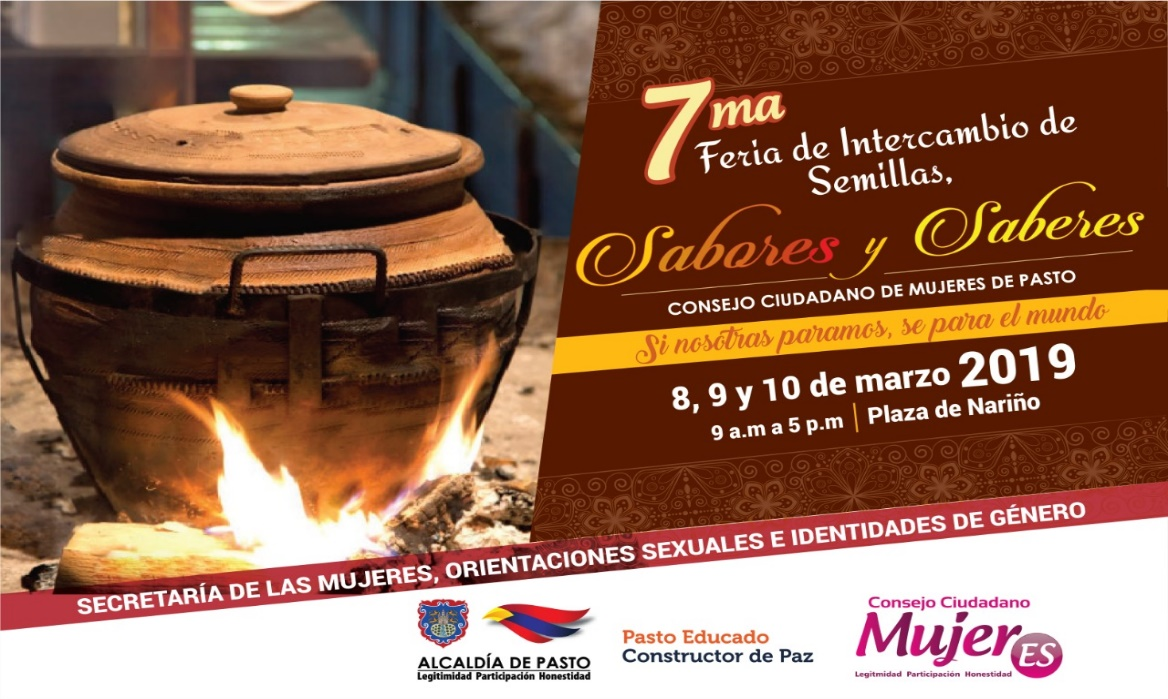 7ma
Feria de Intercambio de
Semillas,
Sabores y Saberes
CONSEJO CIUDADANO DE MUJERES DE PASTO
Si nosotras paramos, se para el mundo
8, 9 y 10 de marzo 2019
9 a.m a 5 p.m | Plaza de Nariño
SECRETARÍA DE LAS MUJERES, ORIENTACIONES SEXUALES E IDENTIDADES DE GÉNERO
ALCALDÍA DE PASTO
Legitimidad Participación Honestidad
Pasto Educado
Constructor de Paz
Consejo Ciudadano
MujerES
Legitimidad Participación Honestidad